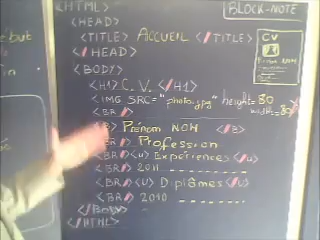 BLOCK-NOTE
<HTML>
<HEAD>
<TITLE> ACCUEIL </TITLE>
</HEAD>
<BODY>
<H1> C.V. </H1>
<IMG SRC="photo.jpg" height=80
width=80>
<BR/>
Prénom NOM </B>
<BR/> Profession
<BR/><U> Expériences </U>
<BR/> 2011 - - - - - - - -
<BR/><U> Diplômes </U>
<BR/> 2010 - - - - - - - -
</BODY>
</HTML>
CV